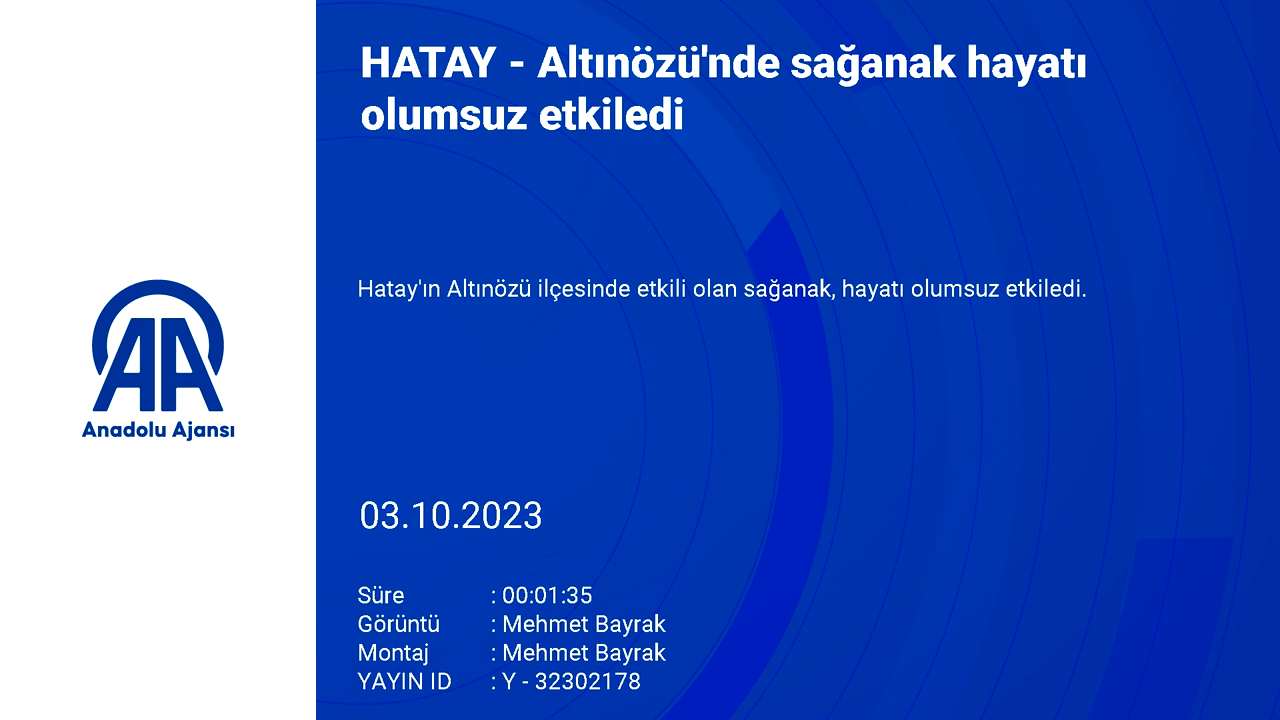 HATAY - Altınözü'nde sağanak hayatı
olumsuz etkiledi
Hatay'ın Altınözü ilçesinde etkili olan sağanak, hayatı olumsuz etkiledi.
AA
Anadolu Ajansı
03.10.2023
Süre : 00:01:35
Görüntü : Mehmet Bayrak
Montaj : Mehmet Bayrak
YAYIN ID : Y - 32302178